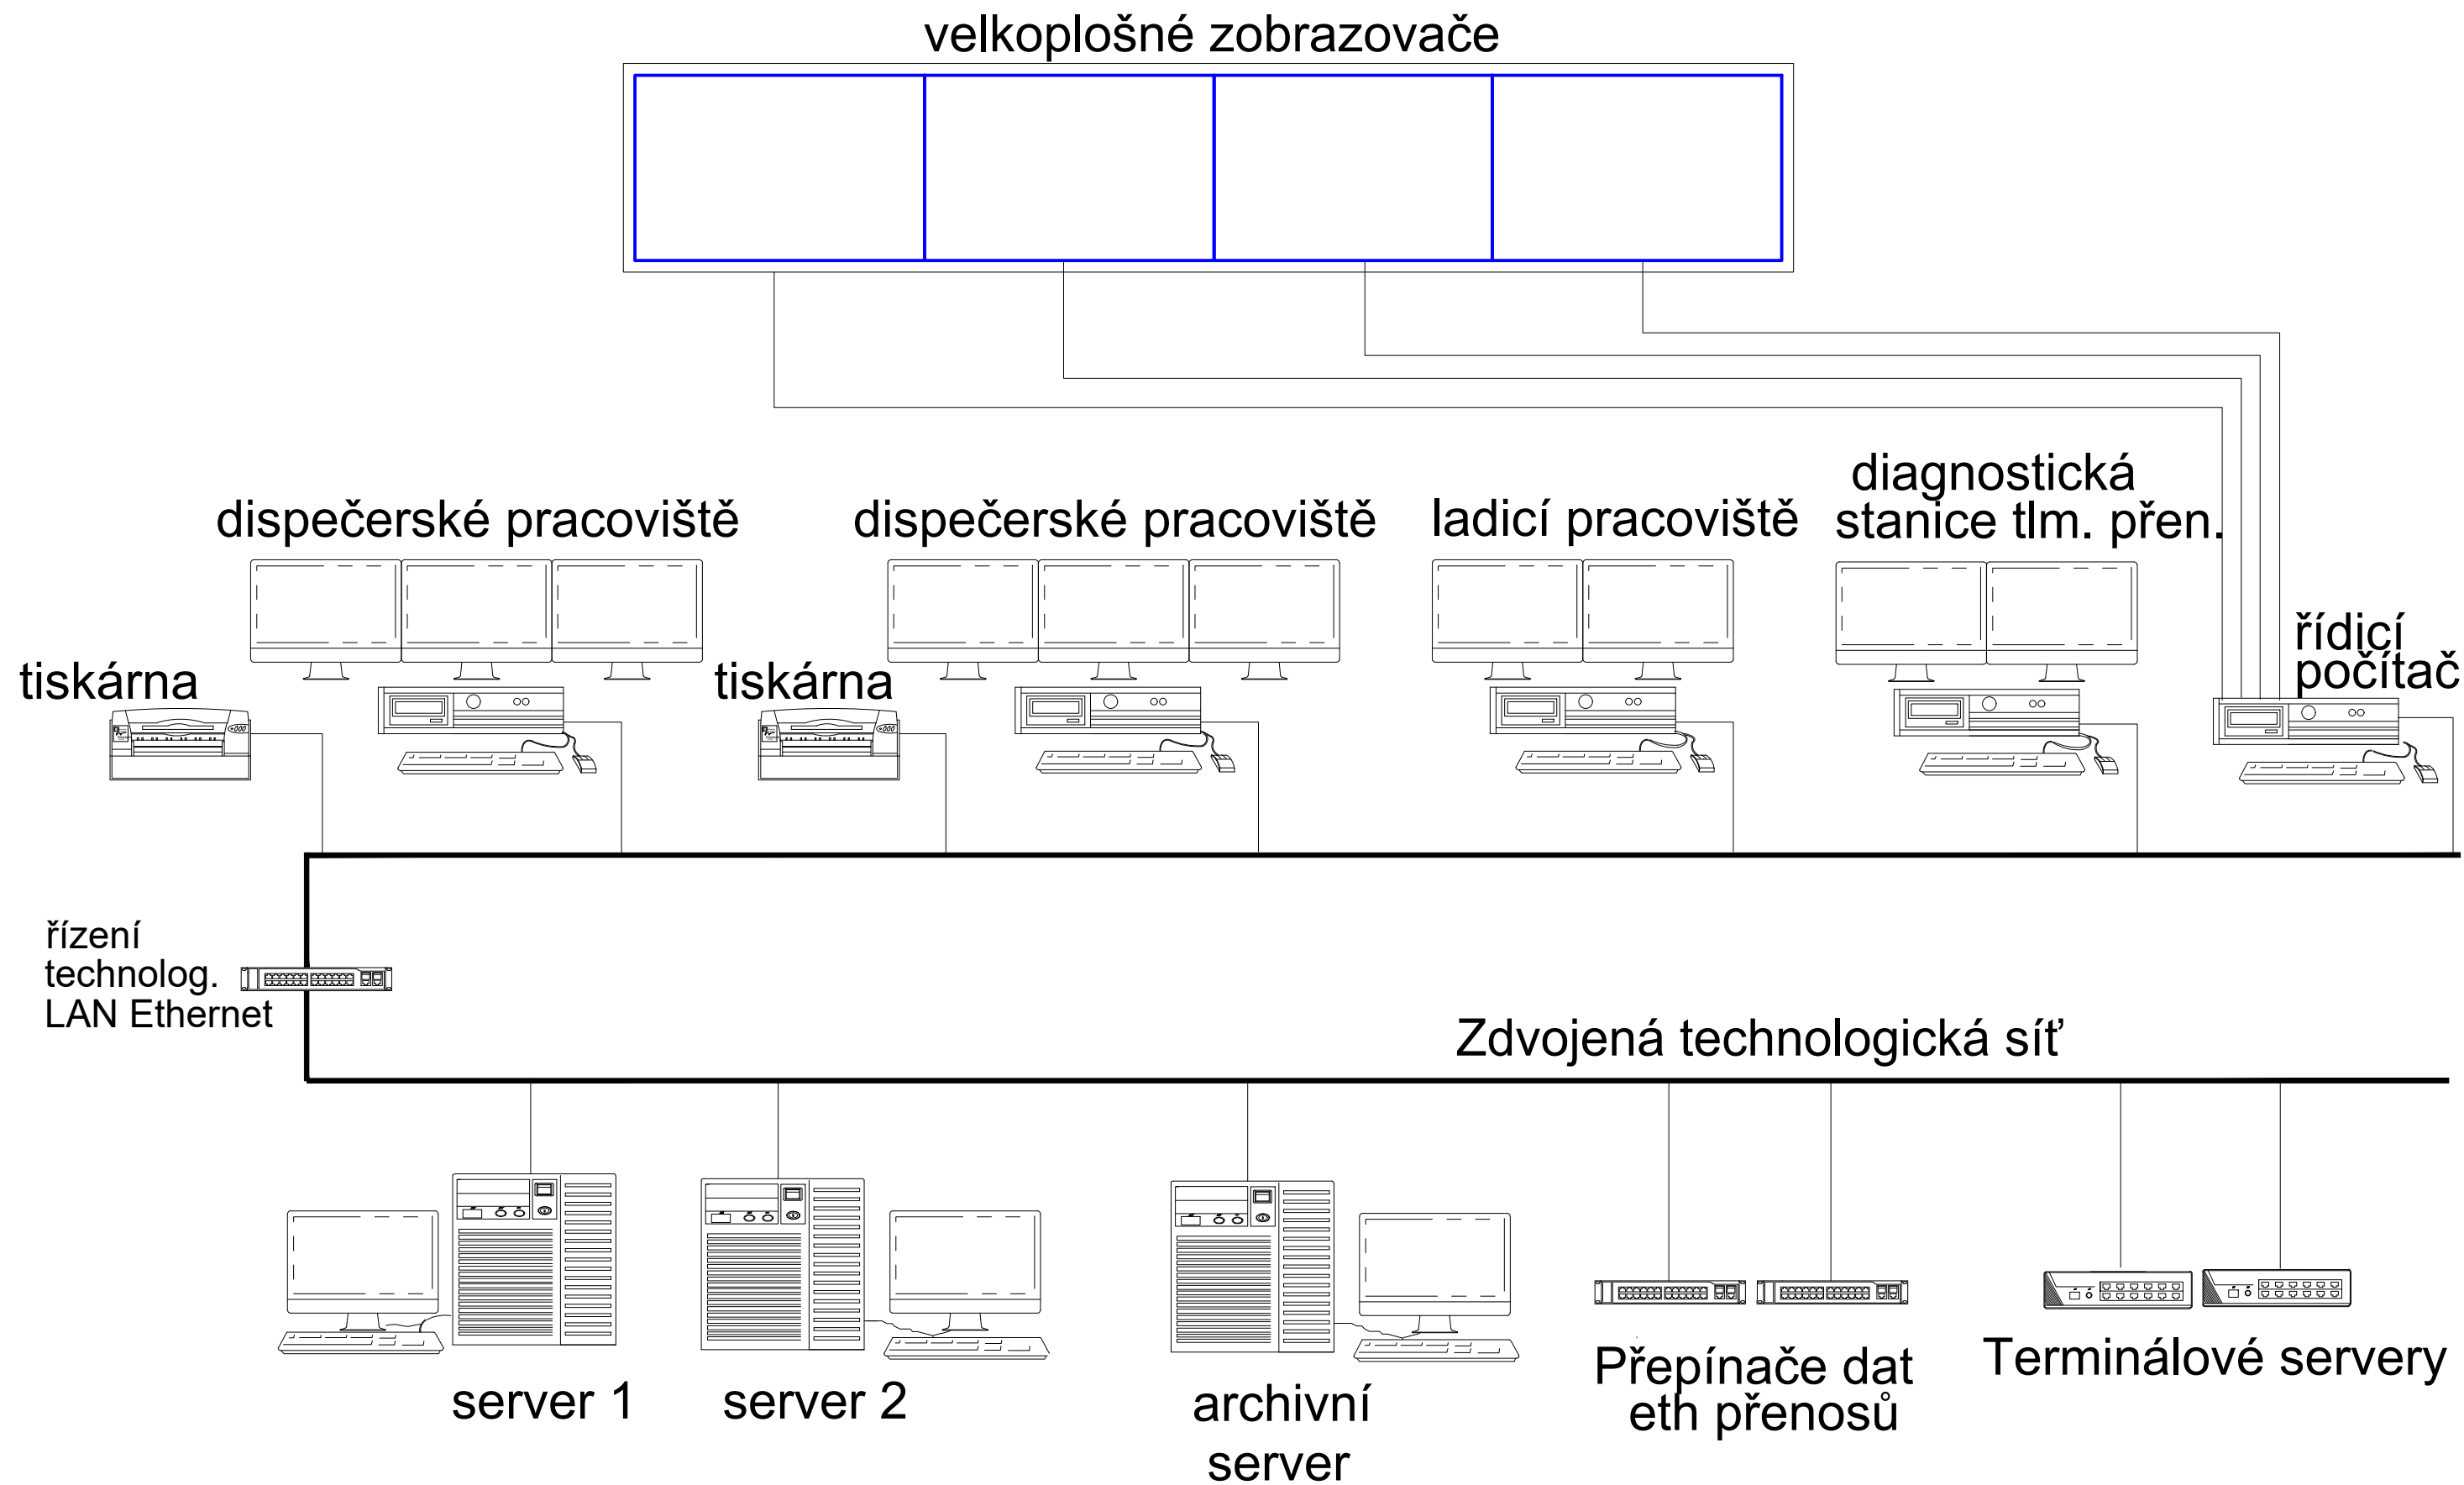 velkoplošné zobrazovače
dispečerské pracoviště
dispečerské pracoviště
ladicí pracoviště
diagnostická
stanice tlm. přen.
řídicí
počítač
tiskárna
tiskárna
řízení
technolog.
LAN Ethernet
Zdvojená technologická síť
server 1
server 2
archivní
server
Přepínače dat
eth přenosů
Terminálové servery